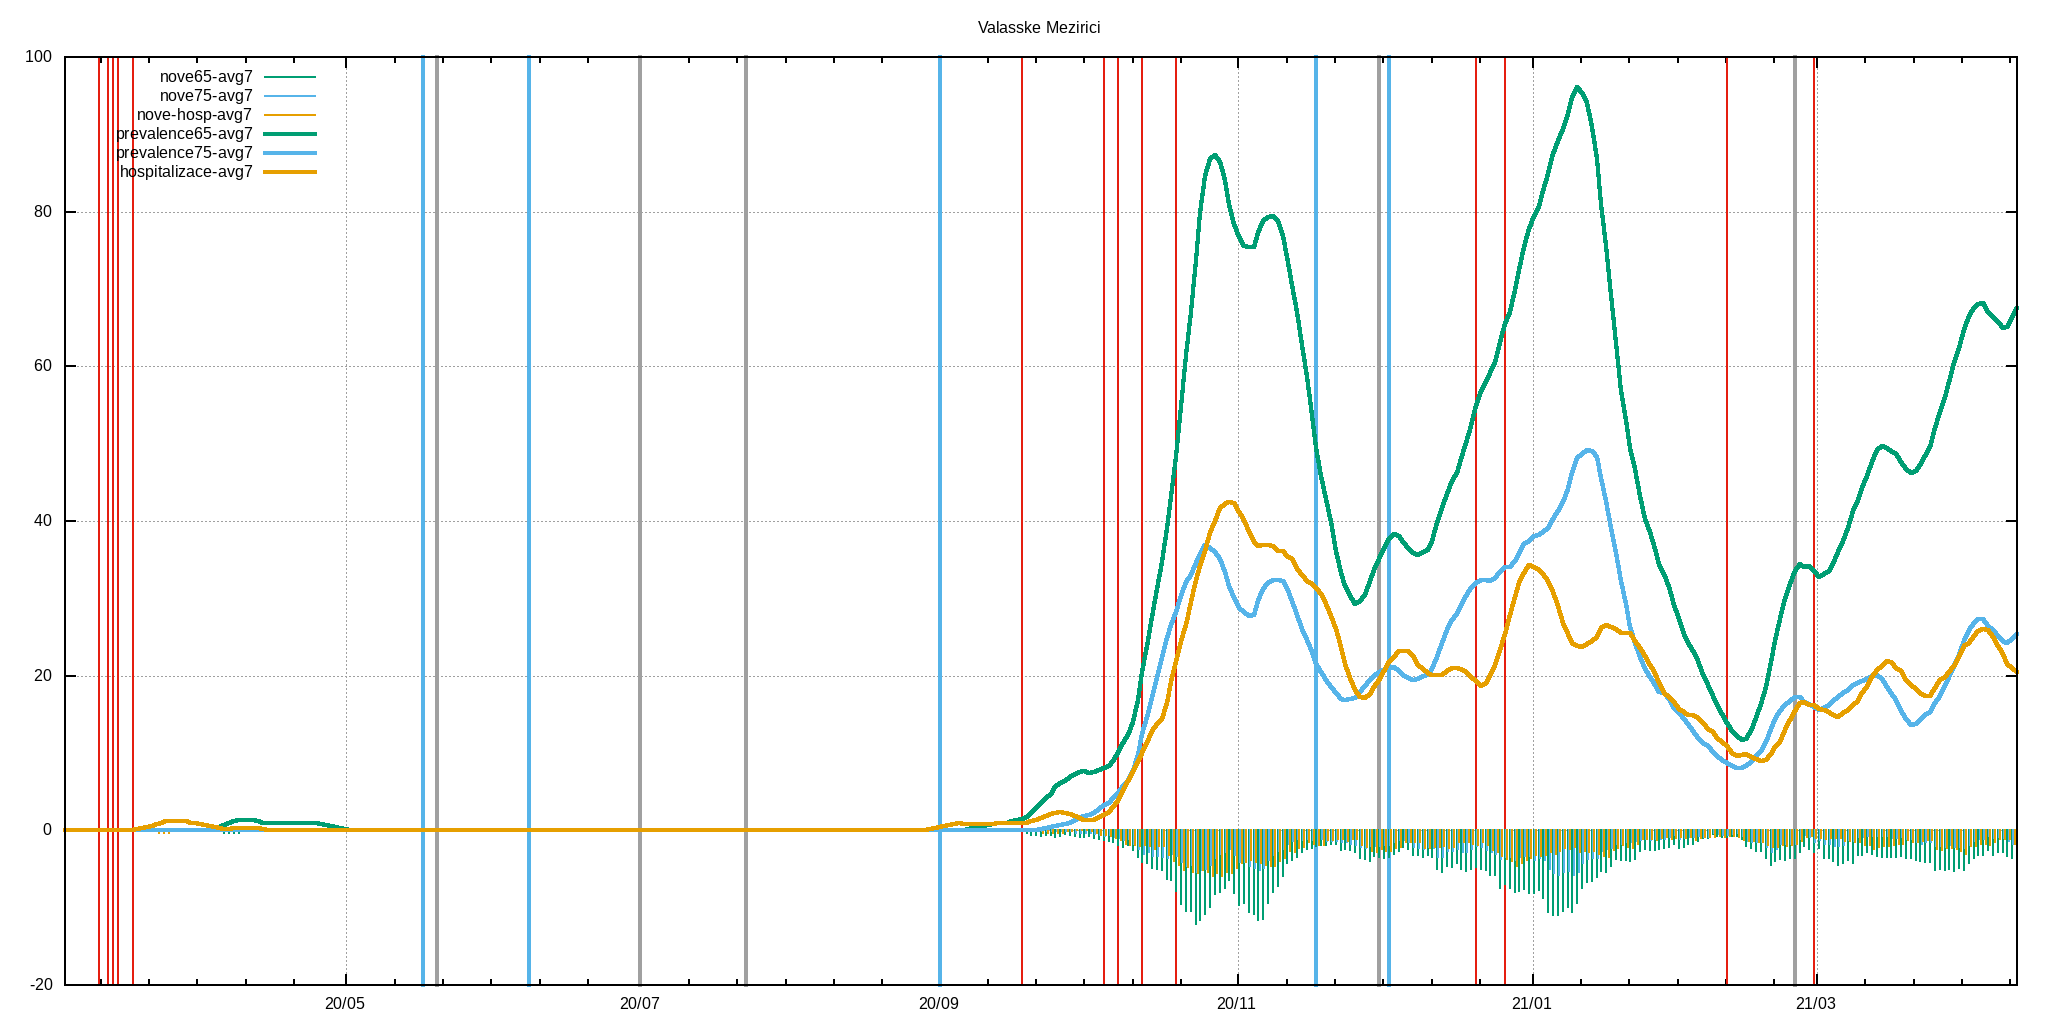 Valasske Mezirici
100
80
60
40
20
0
-20
nove65-avg7
nove75-avg7
nove-hosp-avg7
prevalence65-avg7
prevalence75-avg7
hospitalizace-avg7
20/05
20/07
20/09
20/11
21/01
21/03